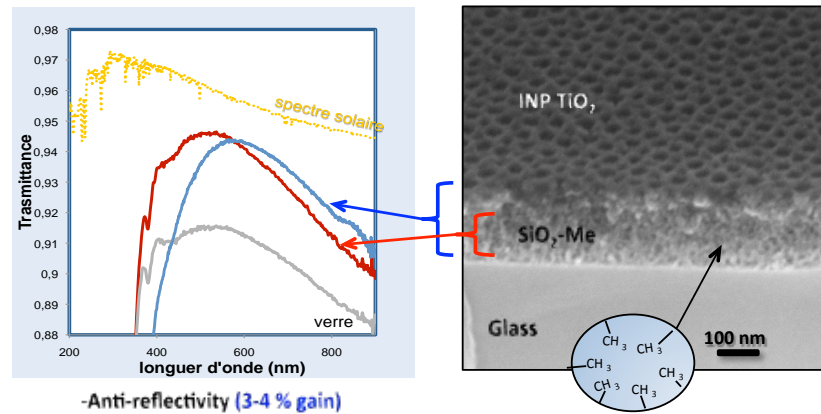 0,98
0,97
0,96
0,95
0,94
0,93
0,92
0,91
0,9
0,89
0,88
Trasmittance
spectre solaire
verre
200 400 600 800
longuer d'onde (nm)
-Anti-reflectivity (3-4 % gain)
INP TiO₂
SiO₂-Me
Glass
100 nm
CH₃
CH₃
CH₃
CH₃
CH₃
CH₃